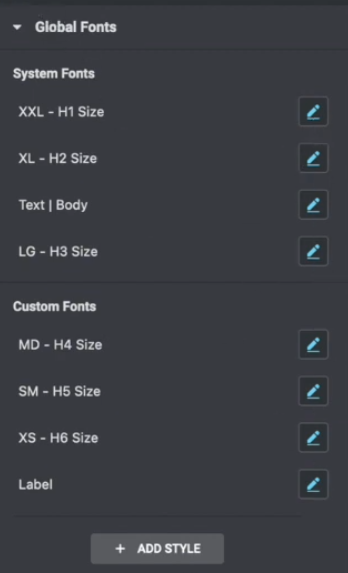 Global Fonts
System Fonts
XXL - H1 Size
XL - H2 Size
Text | Body
LG - H3 Size
Custom Fonts
MD - H4 Size
SM - H5 Size
XS - H6 Size
Label
+ ADD STYLE